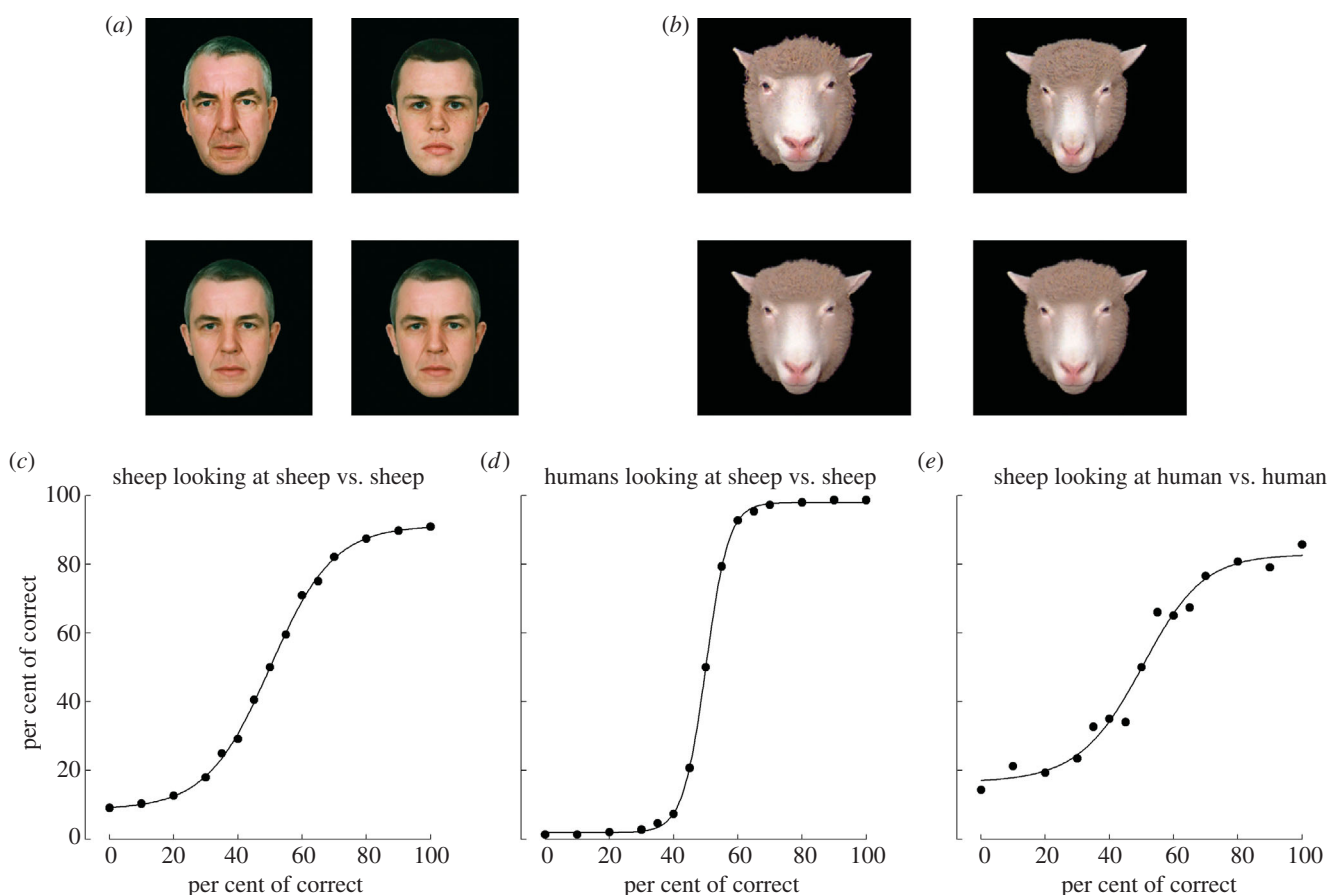 (a)
(b)
(c)
sheep looking at sheep vs. sheep
(d)
humans looking at sheep vs. sheep
(e)
sheep looking at human vs. human
per cent of correct
100
80
60
40
20
0
0 20 40 60 80 100
per cent of correct
0 20 40 60 80 100
per cent of correct
0 20 40 60 80 100
per cent of correct